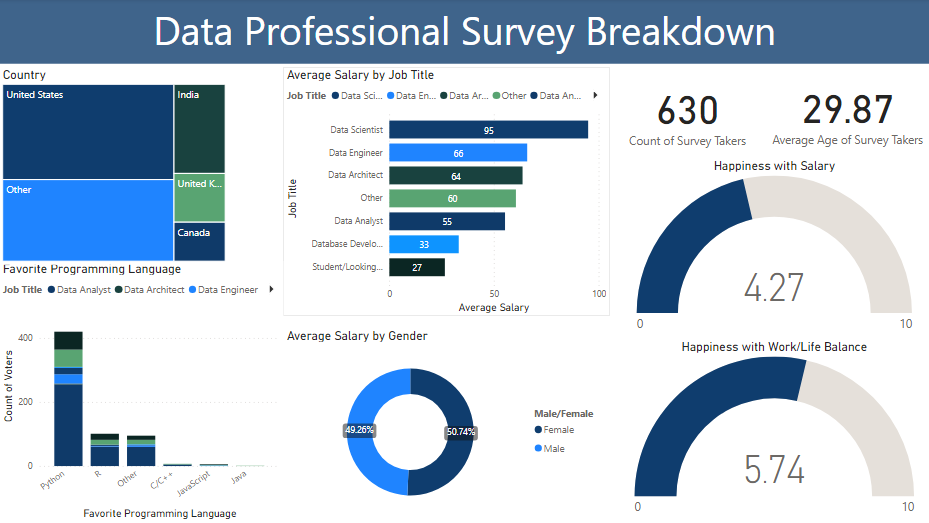 Data Professional Survey Breakdown
Country
United States
India
Other
United K...
Canada
Average Salary by Job Title
Job Title Data Sci... Data En... Data Ar... Other Data An...
Job Title
Data Scientist 95
Data Engineer 66
Data Architect 64
Other 60
Data Analyst 55
Database Develo... 33
Student/Looking... 27
0 50 100
Average Salary
630
Count of Survey Takers
29.87
Average Age of Survey Takers
Happiness with Salary
4.27
0 10
Favorite Programming Language
Job Title Data Analyst Data Architect Data Engineer
Count of Voters
400
200
0
Python R Other C/C++ JavaScript Java
Favorite Programming Language
Average Salary by Gender
49.26%
50.74%
Male/Female
Female
Male
Happiness with Work/Life Balance
5.74
0 10